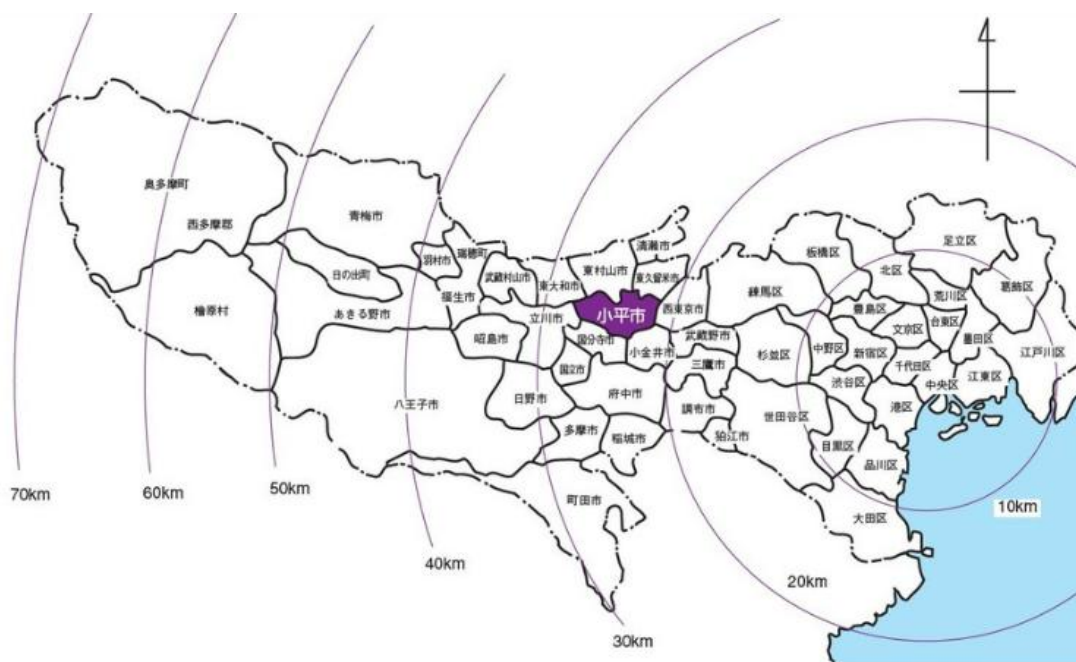 奥多摩町
西多摩郡
檜原村
青梅市
日の出町
あきる野市
羽村市
瑞穂町
福生市
武蔵村山市
昭島市
八王子市
立川市
東大和市
東村山市
清瀬市
東久留米市
小平市
国分寺市
国立市
小金井市
西東京市
武蔵野市
三鷹市
日野市
府中市
調布市
狛江市
多摩市
稲城市
町田市
練馬区
板橋区
北区
足立区
葛飾区
荒川区
豊島区
文京区
台東区
墨田区
江戸川区
杉並区
中野区
新宿区
千代田区
中央区
江東区
渋谷区
港区
世田谷区
目黒区
品川区
大田区
70km
60km
50km
40km
30km
20km
10km